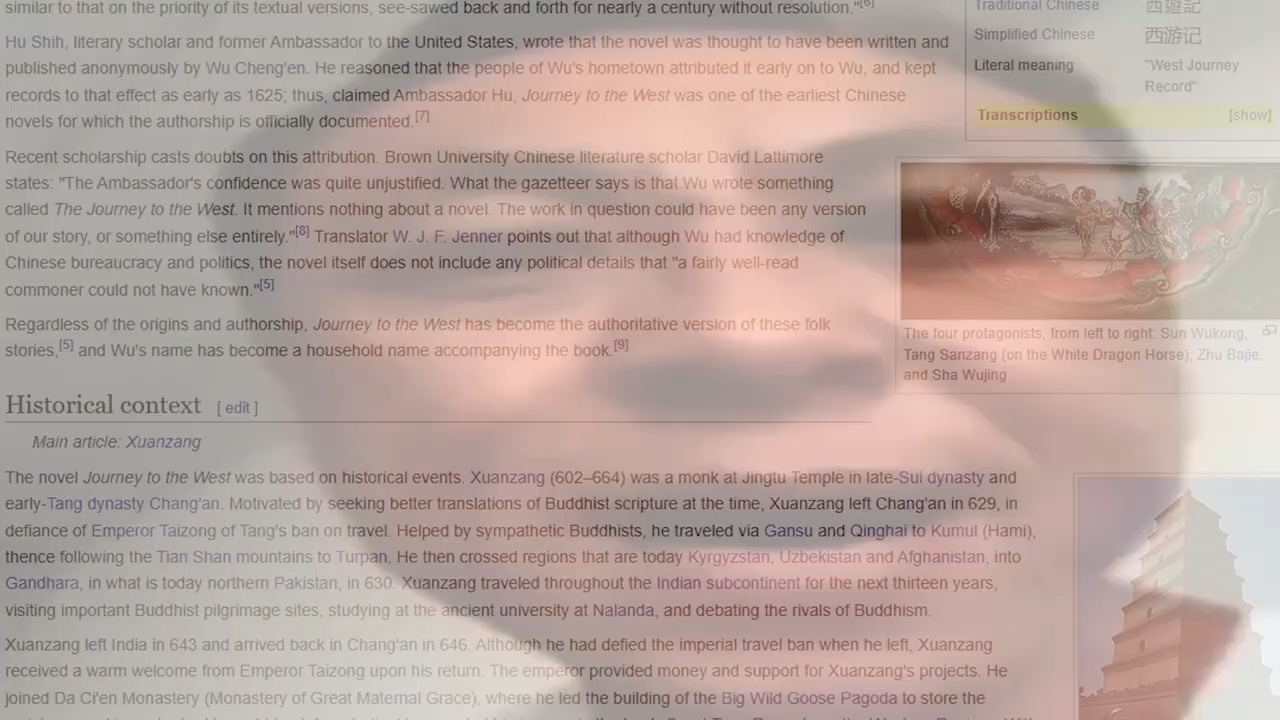 similar to that on the priority of its textual versions, see-sawed back and forth for nearly a century without resolution."[6]
Hu Shih, literary scholar and former Ambassador to the United States, wrote that the novel was thought to have been written and
published anonymously by Wu Cheng'en. He reasoned that the people of Wu's hometown attributed it early on to Wu, and kept
records to that effect as early as 1625; thus, claimed Ambassador Hu, Journey to the West was one of the earliest Chinese
novels for which the authorship is officially documented.[7]
Recent scholarship casts doubts on this attribution. Brown University Chinese literature scholar David Lattimore
states: "The Ambassador's confidence was quite unjustified. What the gazetteer says is that Wu wrote something
called The Journey to the West. It mentions nothing about a novel. The work in question could have been any version
of our story, or something else entirely."[8] Translator W. J. F. Jenner points out that although Wu had knowledge of
Chinese bureaucracy and politics, the novel itself does not include any political details that "a fairly well-read
commoner could not have known."[5]
Regardless of the origins and authorship, Journey to the West has become the authoritative version of these folk
stories,[5] and Wu's name has become a household name accompanying the book.[9]
Historical context [ edit ]
Main article: Xuanzang
The novel Journey to the West was based on historical events. Xuanzang (602–664) was a monk at Jingtu Temple in late-Sui dynasty and
early-Tang dynasty Chang'an. Motivated by seeking better translations of Buddhist scripture at the time, Xuanzang left Chang'an in 629, in
defiance of Emperor Taizong of Tang's ban on travel. Helped by sympathetic Buddhists, he traveled via Gansu and Qinghai to Kumul (Hami),
thence following the Tian Shan mountains to Turpan. He then crossed regions that are today Kyrgyzstan, Uzbekistan and Afghanistan, into
Gandhara, in what is today northern Pakistan, in 630. Xuanzang traveled throughout the Indian subcontinent for the next thirteen years,
visiting important Buddhist pilgrimage sites, studying at the ancient university at Nalanda, and debating the rivals of Buddhism.
Xuanzang left India in 643 and arrived back in Chang'an in 646. Although he had defied the imperial travel ban when he left, Xuanzang
received a warm welcome from Emperor Taizong upon his return. The emperor provided money and support for Xuanzang's projects. He
joined Da Ci'en Monastery (Monastery of Great Maternal Grace), where he led the building of the Big Wild Goose Pagoda to store the
Traditional Chinese 西遊記
Simplified Chinese 西游记
Literal meaning "West Journey
Record"
Transcriptions [show]
The four protagonists, from left to right: Sun Wukong,
Tang Sanzang (on the White Dragon Horse), Zhu Bajie,
and Sha Wujing